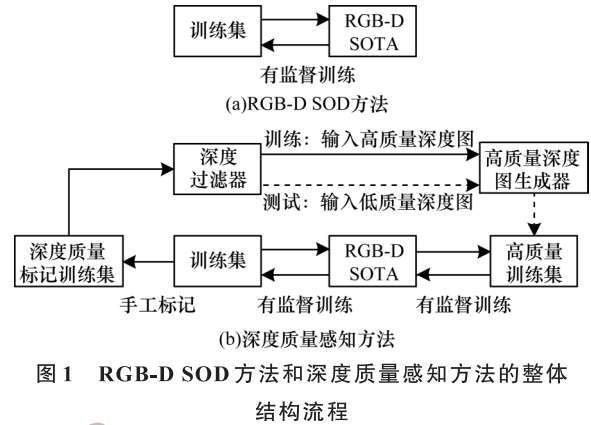 训练集
RGB-D
SOTA
有监督训练
(a)RGB-D SOD方法
训练：输入高质量深度图
深度
过滤器
高质量深度
图生成器
测试：输入低质量深度图
深度质量
标记训练集
训练集
RGB-D
SOTA
高质量
训练集
手工标记
有监督训练
有监督训练
(b)深度质量感知方法
图1 RGB-D SOD方法和深度质量感知方法的整体
结构流程